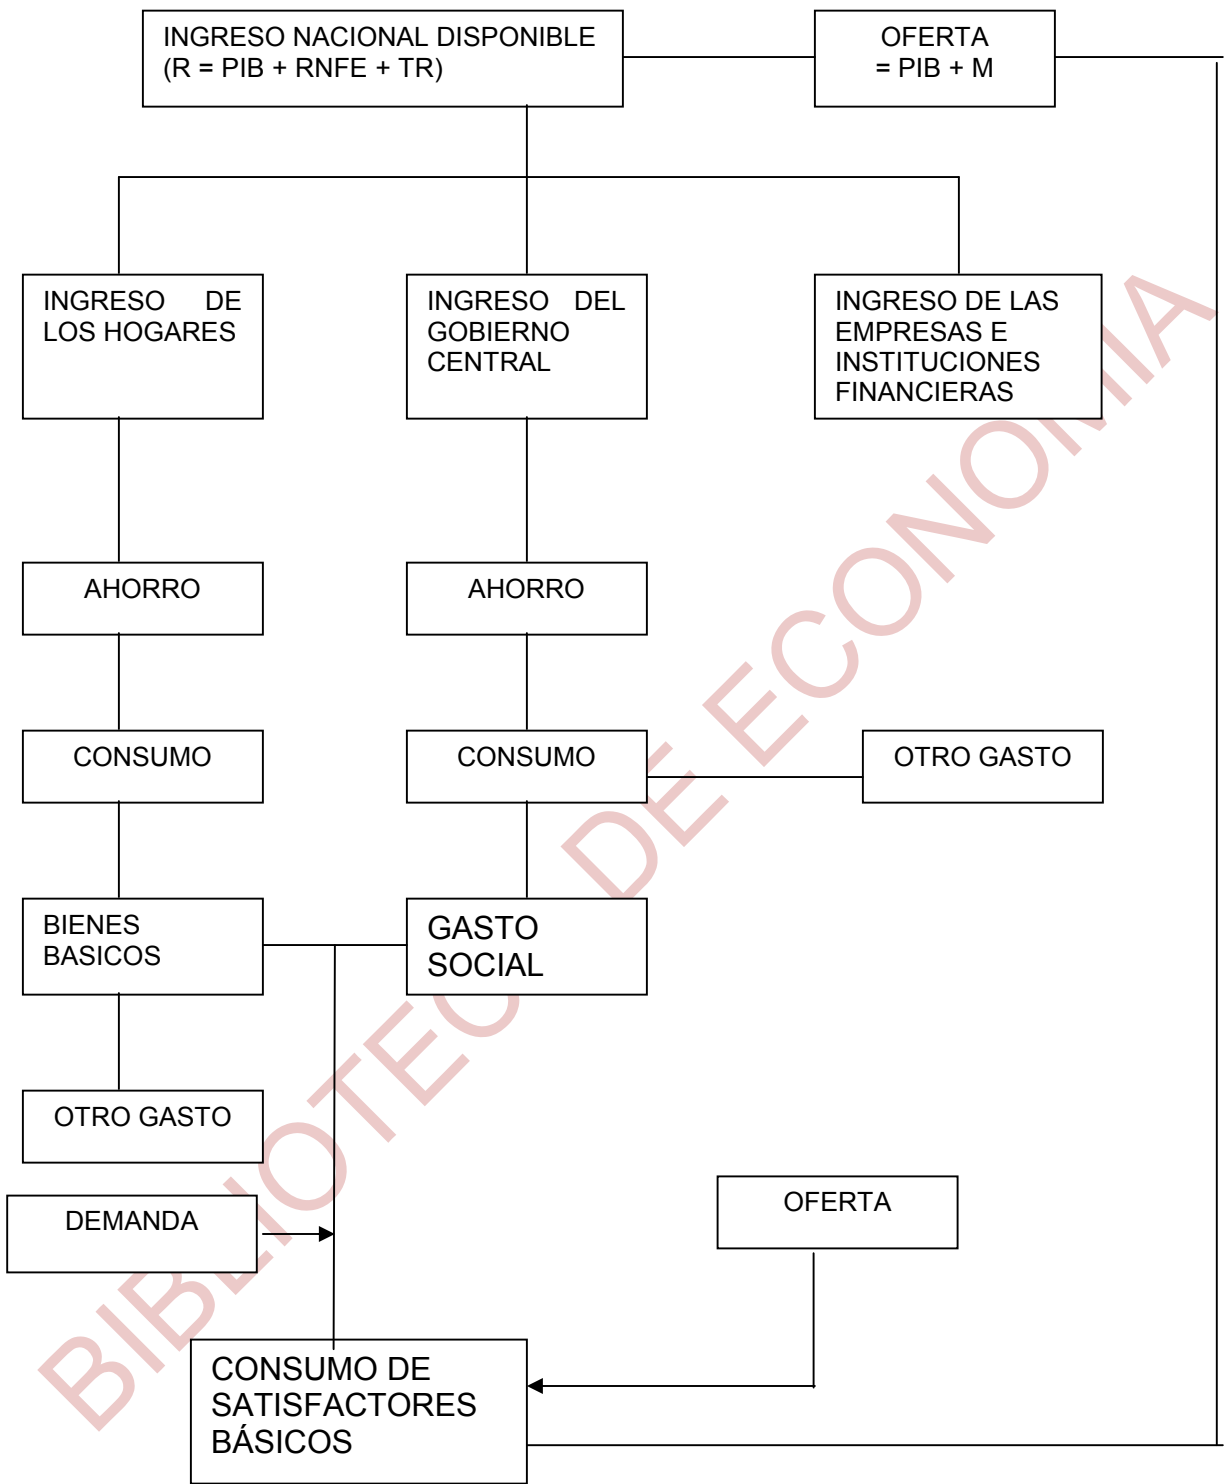 INGRESO NACIONAL DISPONIBLE
(R = PIB + RNFE + TR)
OFERTA
= PIB + M
INGRESO DE
LOS HOGARES
INGRESO DEL
GOBIERNO
CENTRAL
INGRESO DE LAS
EMPRESAS E
INSTITUCIONES
FINANCIERAS
AHORRO
AHORRO
CONSUMO
CONSUMO
OTRO GASTO
BIENES
BASICOS
GASTO
SOCIAL
OTRO GASTO
DEMANDA
OFERTA
CONSUMO DE
SATISFACTORES
BÁSICOS
BIBLIOTECA DE ECONOMIA